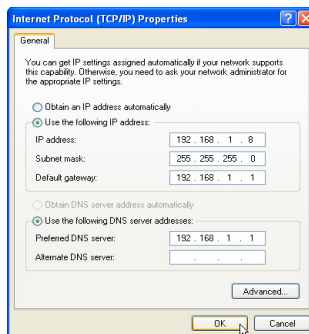 Internet Protocol (TCP/IP) Properties
General
You can get IP settings assigned automatically if your network supports
this capability. Otherwise, you need to ask your network administrator for
the appropriate IP settings.
Obtain an IP address automatically
Use the following IP address:
IP address: 192 . 168 . 1 . 8
Subnet mask: 255 . 255 . 255 . 0
Default gateway: 192 . 168 . 1 . 1
Obtain DNS server address automatically
Use the following DNS server addresses:
Preferred DNS server: 192 . 168 . 1 . 1
Alternate DNS server: . . .
Advanced...
OK Cancel